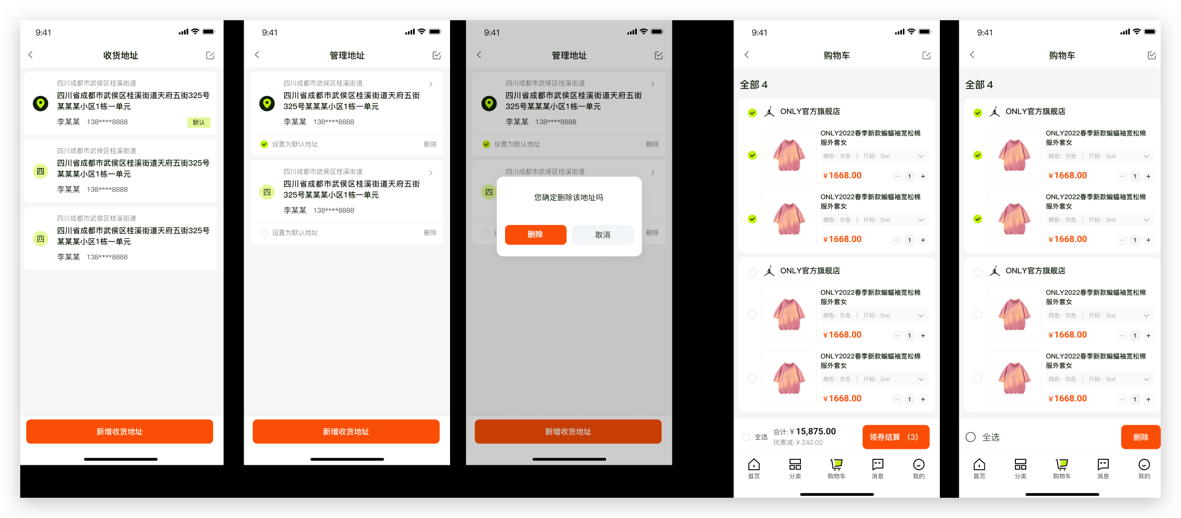 9:41
收货地址
四川成都市武侯区桂溪街道
四川省成都市武侯区桂溪街道天府五街325号
某某某小区1栋一单元
李某某 138****8888
默认
四川成都市武侯区桂溪街道
四
四川省成都市武侯区桂溪街道天府五街325号
某某某小区1栋一单元
李某某 138****8888
四川成都市武侯区桂溪街道
四
四川省成都市武侯区桂溪街道天府五街325号
某某某小区1栋一单元
李某某 138****8888
新增收货地址
9:41
管理地址
四川成都市武侯区桂溪街道
四川省成都市武侯区桂溪街道天府五街
325号某某某小区1栋一单元
李某某 138****8888
设置为默认地址 删除
四川成都市武侯区桂溪街道
四
四川省成都市武侯区桂溪街道天府五街
325号某某某小区1栋一单元
李某某 138****8888
设置为默认地址 删除
新增收货地址
9:41
管理地址
四川成都市武侯区桂溪街道
四川省成都市武侯区桂溪街道天府五街
325号某某某小区1栋一单元
李某某 138****8888
设置为默认地址 删除
四川成都市武侯区桂溪街道
四
您确定删除该地址吗
删除 取消
删除
新增收货地址
9:41
购物车
全部 4
ONLY官方旗舰店
ONLY2022春季新款蝙蝠袖宽松棉
服外套女
颜色：灰色 | 尺码：3xxl
￥1668.00 1 +
ONLY2022春季新款蝙蝠袖宽松棉
服外套女
颜色：灰色 | 尺码：3xxl
￥1668.00 1 +
ONLY官方旗舰店
ONLY2022春季新款蝙蝠袖宽松棉
服外套女
颜色：灰色 | 尺码：3xxl
￥1668.00 1 +
ONLY2022春季新款蝙蝠袖宽松棉
服外套女
颜色：灰色 | 尺码：3xxl
￥1668.00 1 +
全选
合计: ￥15,875.00
优惠减: ￥240.00
领券结算 （3）
首页 分类 购物车 消息 我的
9:41
购物车
全部 4
ONLY官方旗舰店
ONLY2022春季新款蝙蝠袖宽松棉
服外套女
颜色：灰色 | 尺码：3xxl
￥1668.00 1 +
ONLY2022春季新款蝙蝠袖宽松棉
服外套女
颜色：灰色 | 尺码：3xxl
￥1668.00 1 +
ONLY官方旗舰店
ONLY2022春季新款蝙蝠袖宽松棉
服外套女
颜色：灰色 | 尺码：3xxl
￥1668.00 1 +
ONLY2022春季新款蝙蝠袖宽松棉
服外套女
颜色：灰色 | 尺码：3xxl
￥1668.00 1 +
全选 删除
首页 分类 购物车 消息 我的